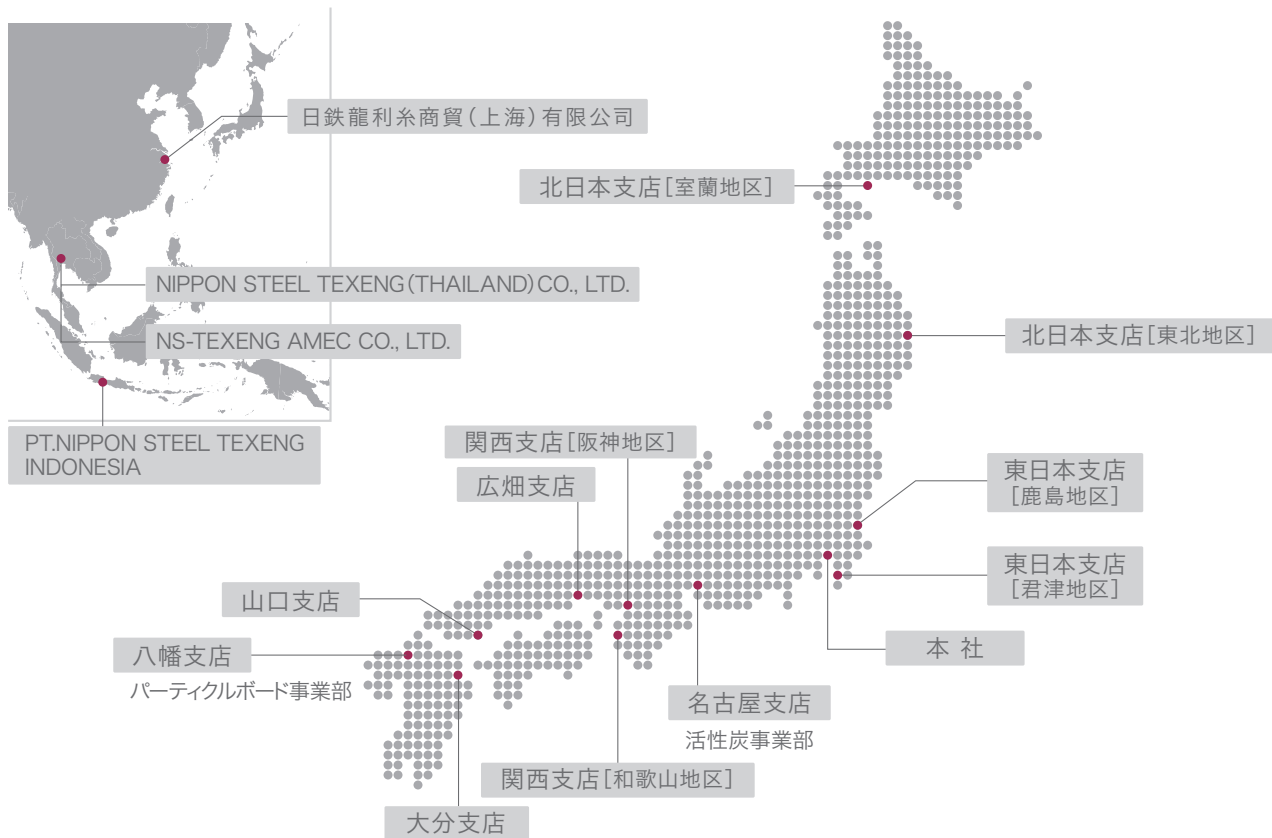 日鉄龍利糸商貿（上海）有限公司
NIPPON STEEL TEXENG(THAILAND)CO., LTD.
NS-TEXENG AMEC CO., LTD.
PT.NIPPON STEEL TEXENG
INDONESIA
北日本支店[室蘭地区]
北日本支店[東北地区]
関西支店[阪神地区]
広畑支店
東日本支店
[鹿島地区]
東日本支店
[君津地区]
山口支店
本 社
八幡支店
パーティクルボード事業部
名古屋支店
活性炭事業部
関西支店[和歌山地区]
大分支店